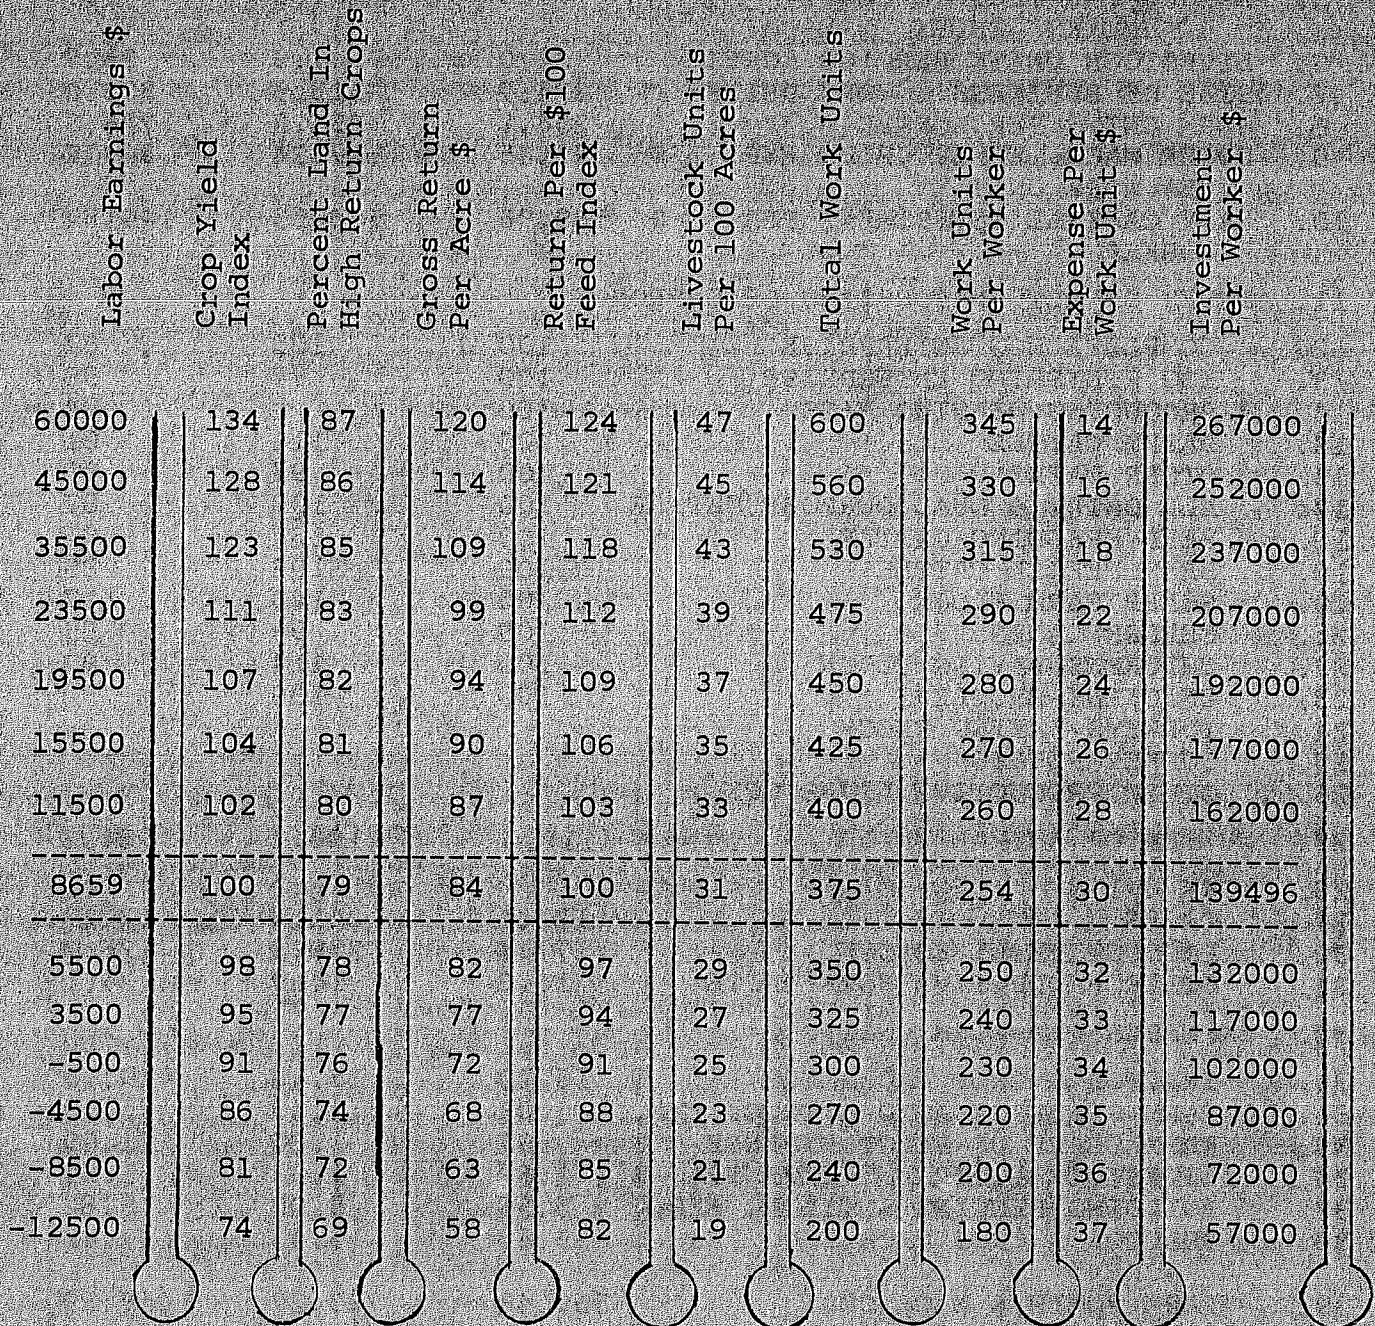 Labor Earnings $
Crop Yield
Index
Percent Land In
High Return Crops
Gross Return
Per Acre $
Return Per $100
Feed Index
Livestock Units
Per 100 Acres
Total Work Units
Work Units
Per Worker
Expense Per
Work Unit $
Investment
Per Worker $
60000 134 87 120 124 47 600 345 14 267000
45000 128 86 114 121 45 560 330 16 252000
35500 123 85 109 118 43 530 315 18 237000
23500 111 83 99 112 39 475 290 22 207000
19500 107 82 94 109 37 450 280 24 192000
15500 104 81 90 106 35 425 270 26 177000
11500 102 80 87 103 33 400 260 28 162000
8659 100 79 84 100 31 375 254 30 139496
5500 98 78 82 97 29 350 250 32 132000
3500 95 77 77 94 27 325 240 33 117000
-500 91 76 72 91 25 300 230 34 102000
-4500 86 74 68 88 23 270 220 35 87000
-8500 81 72 63 85 21 240 200 36 72000
-12500 74 69 58 82 19 200 180 37 57000